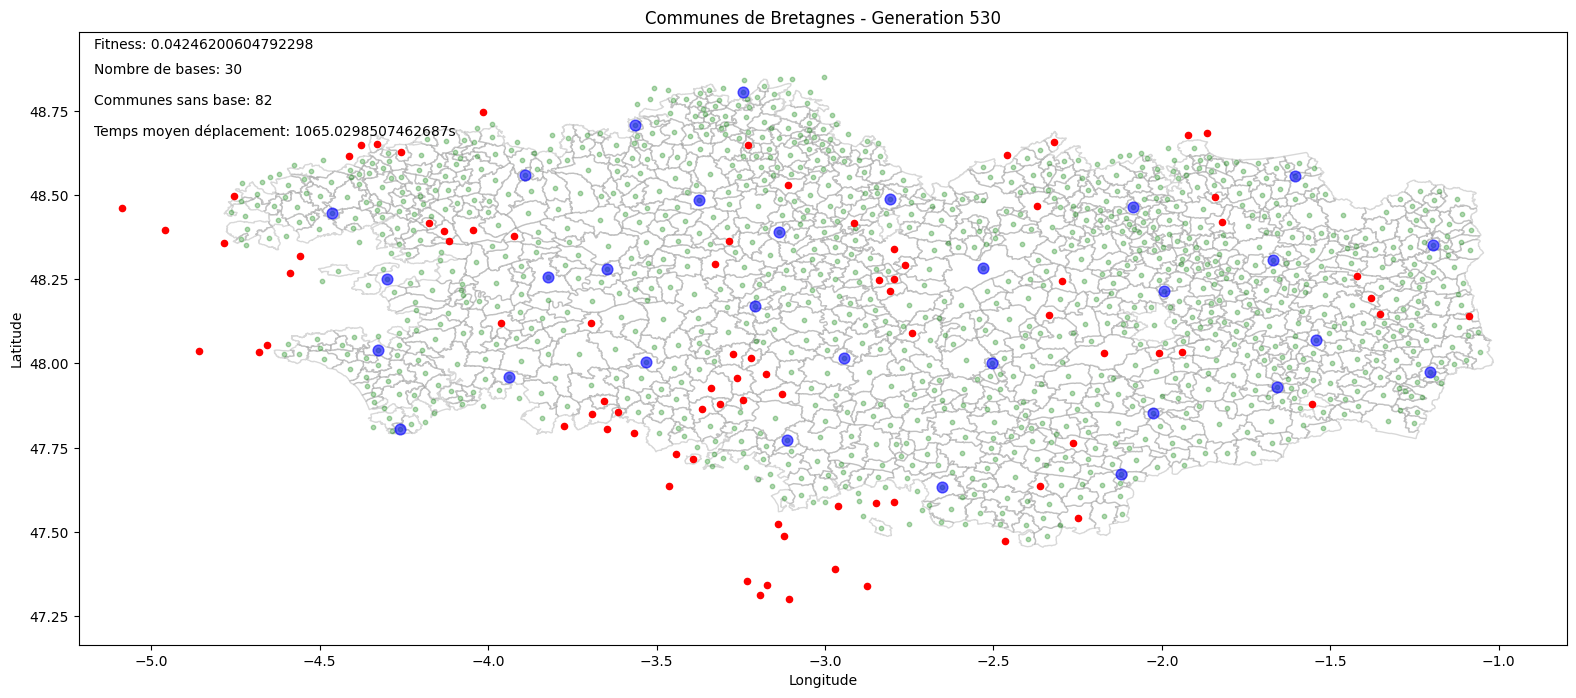 Communes de Bretagnes - Generation 530
Fitness: 0.04246200604792298
Nombre de bases: 30
Communes sans base: 82
Temps moyen déplacement: 1065.029850746268​7s
Latitude
48.75
48.50
48.25
48.00
47.75
47.50
47.25
−5.0
−4.5
−4.0
−3.5
−3.0
−2.5
−2.0
−1.5
−1.0
Longitude